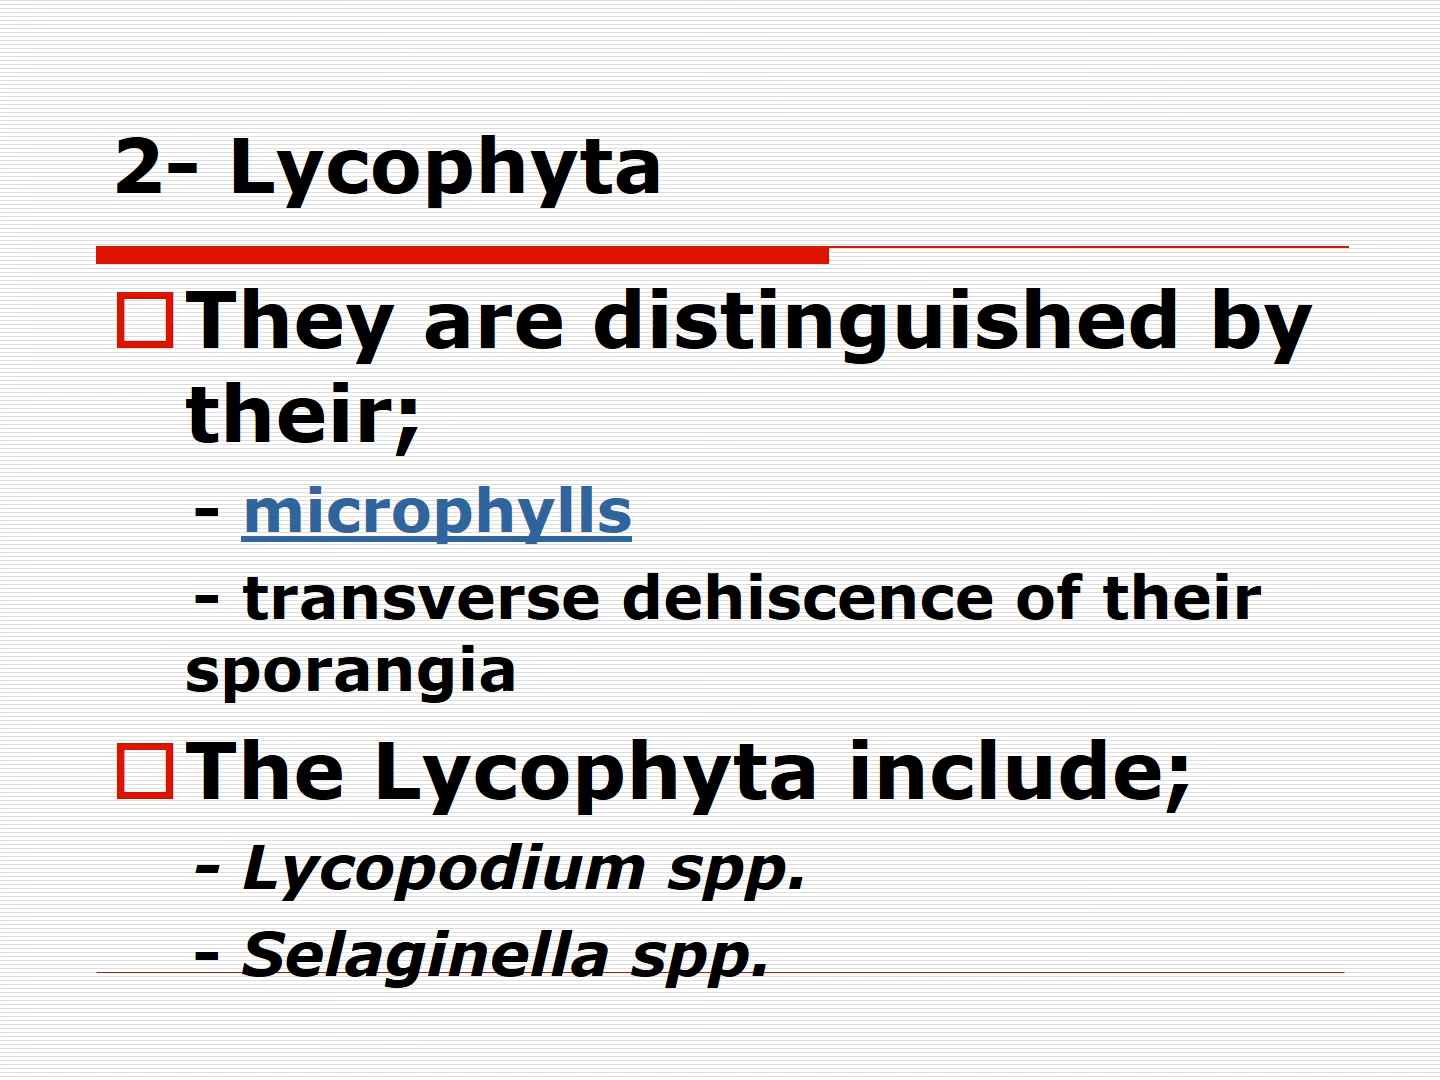 2- Lycophyta
They are distinguished by
their;
- microphylls
- transverse dehiscence of their
sporangia
The Lycophyta include;
- Lycopodium spp.
- Selaginella spp.